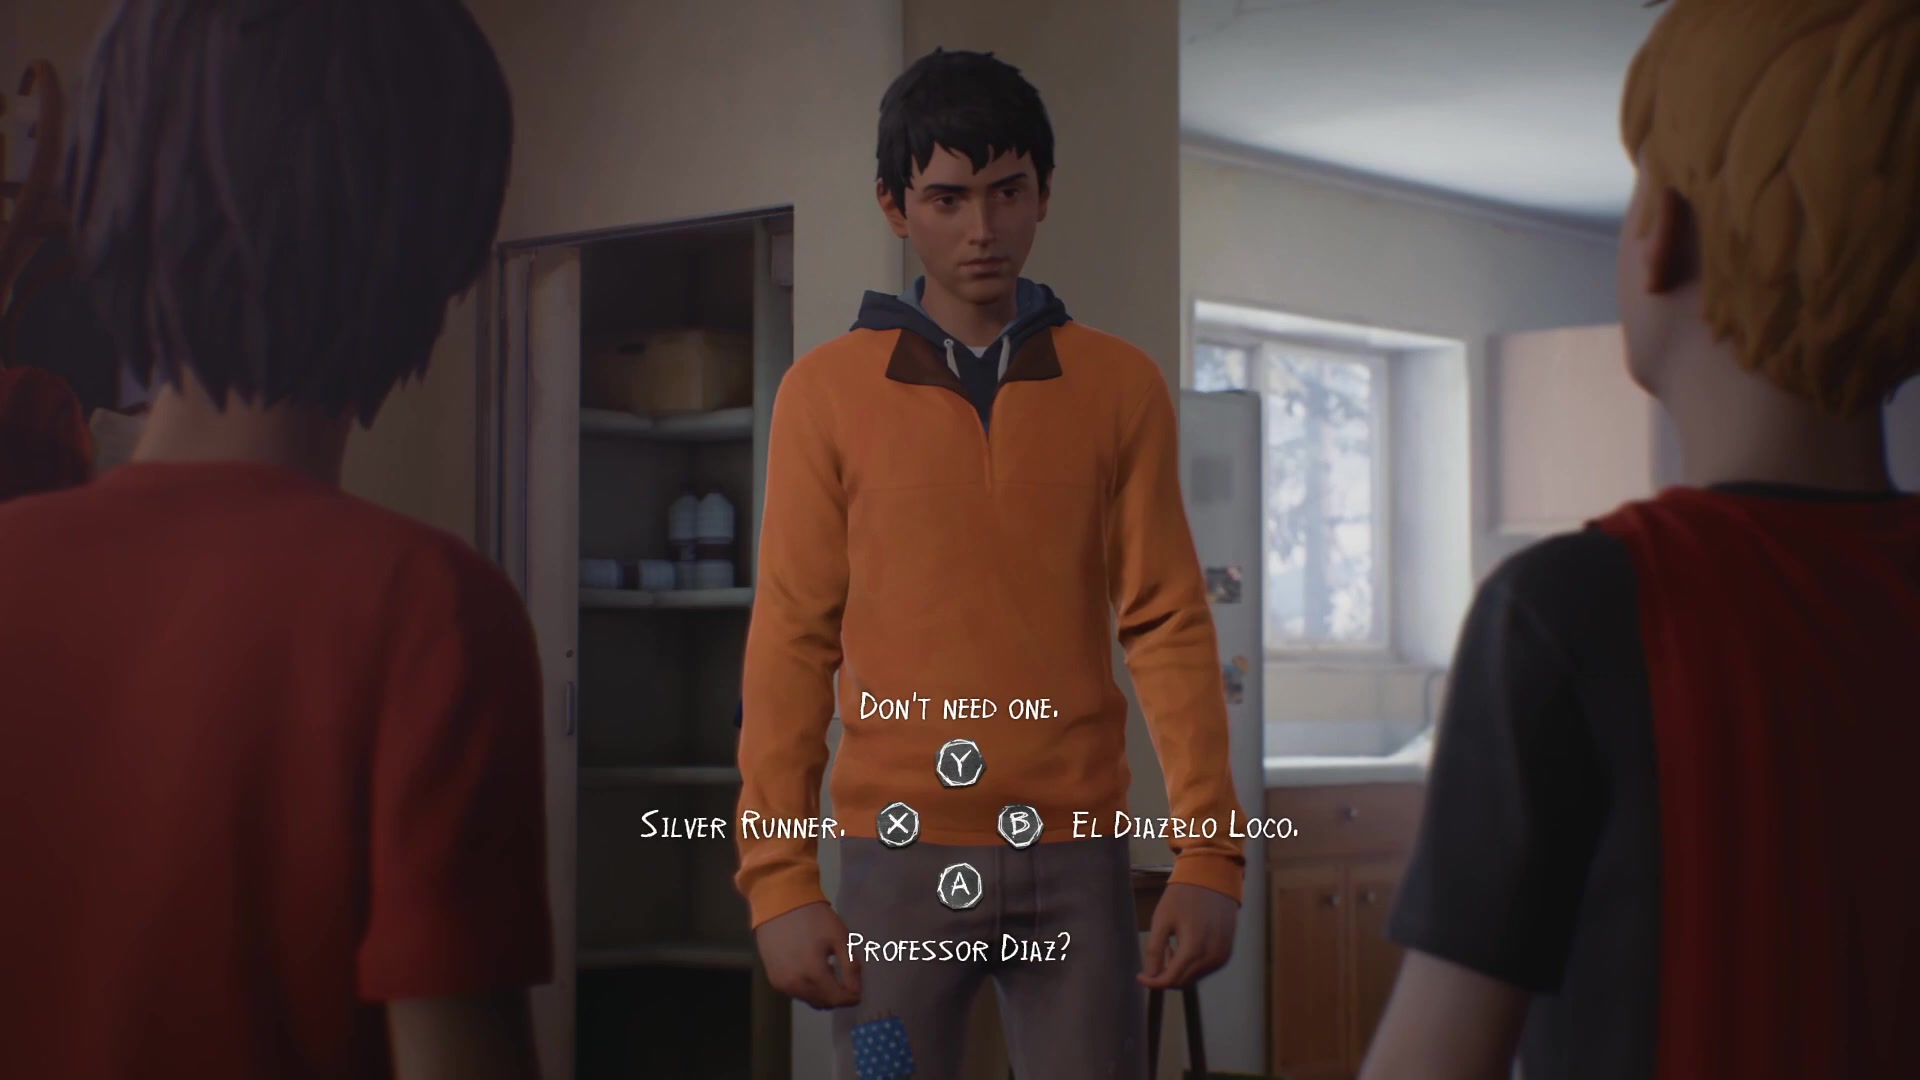 Don't need one.
Y
Silver Runner. X B El Diazblo Loco.
A
Professor Diaz?